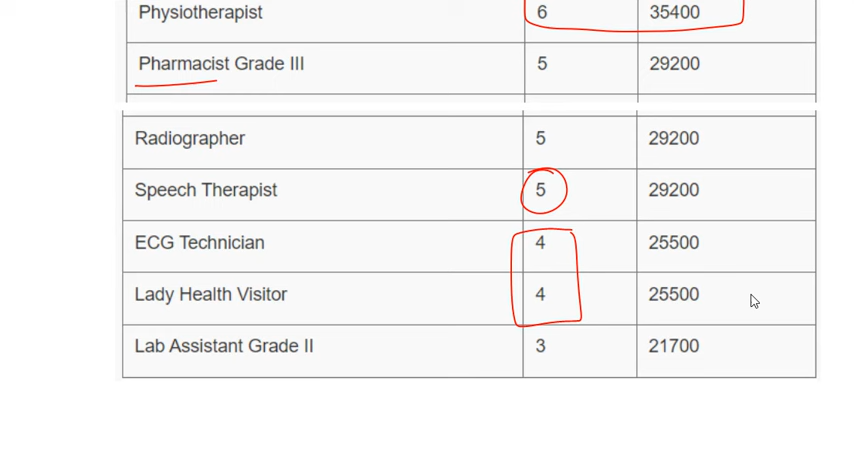 Physiotherapist 6 35400
Pharmacist Grade III 5 29200
Radiographer 5 29200
Speech Therapist 5 29200
ECG Technician 4 25500
Lady Health Visitor 4 25500
Lab Assistant Grade II 3 21700